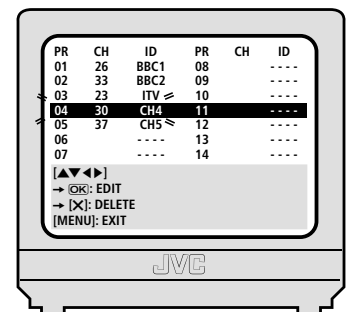 PR CH ID PR CH ID
01 26 BBC1 08 - - - -
02 33 BBC2 09 - - - -
03 23 ITV 10 - - - -
04 30 CH4 11 - - - -
05 37 CH5 12 - - - -
06 - - - - 13 - - - -
07 - - - - 14 - - - -
[▲▼◀▶]
→ OK: EDIT
→ [X]: DELETE
[MENU]: EXIT
JVC